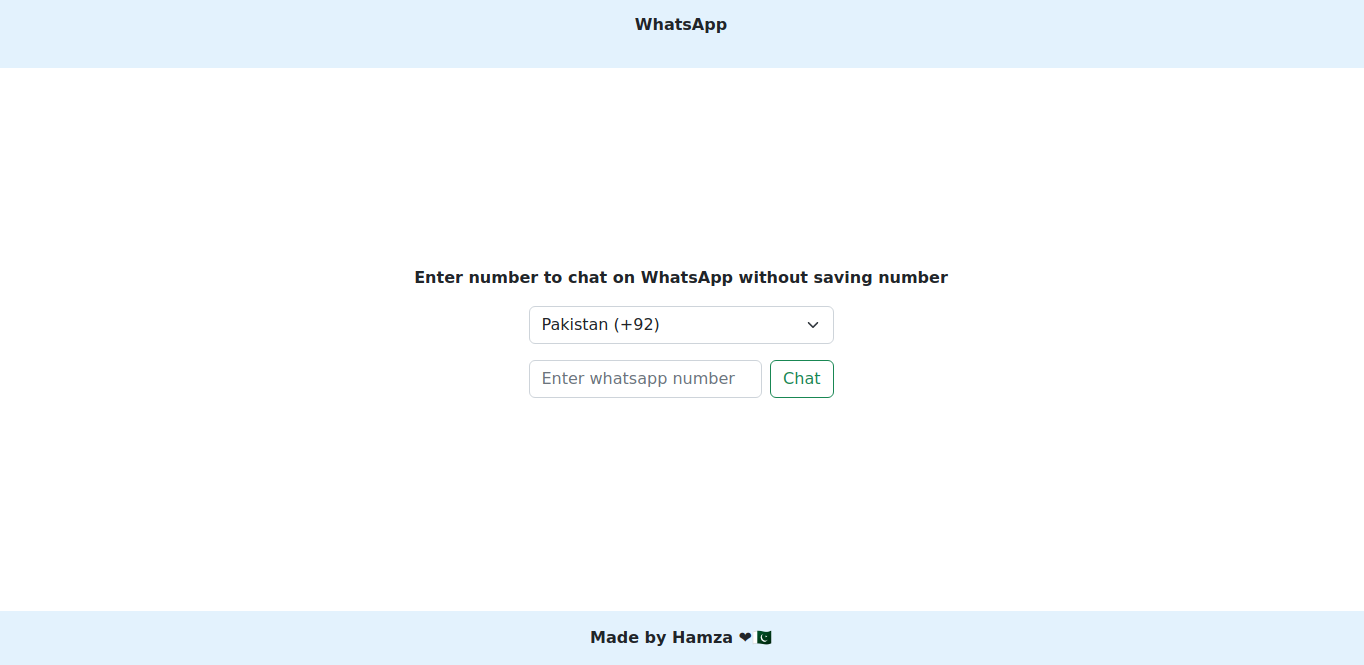 WhatsApp
Enter number to chat on WhatsApp without saving number
Pakistan (+92)
Enter whatsapp number
Chat
Made by Hamza ❤ 🇵🇰